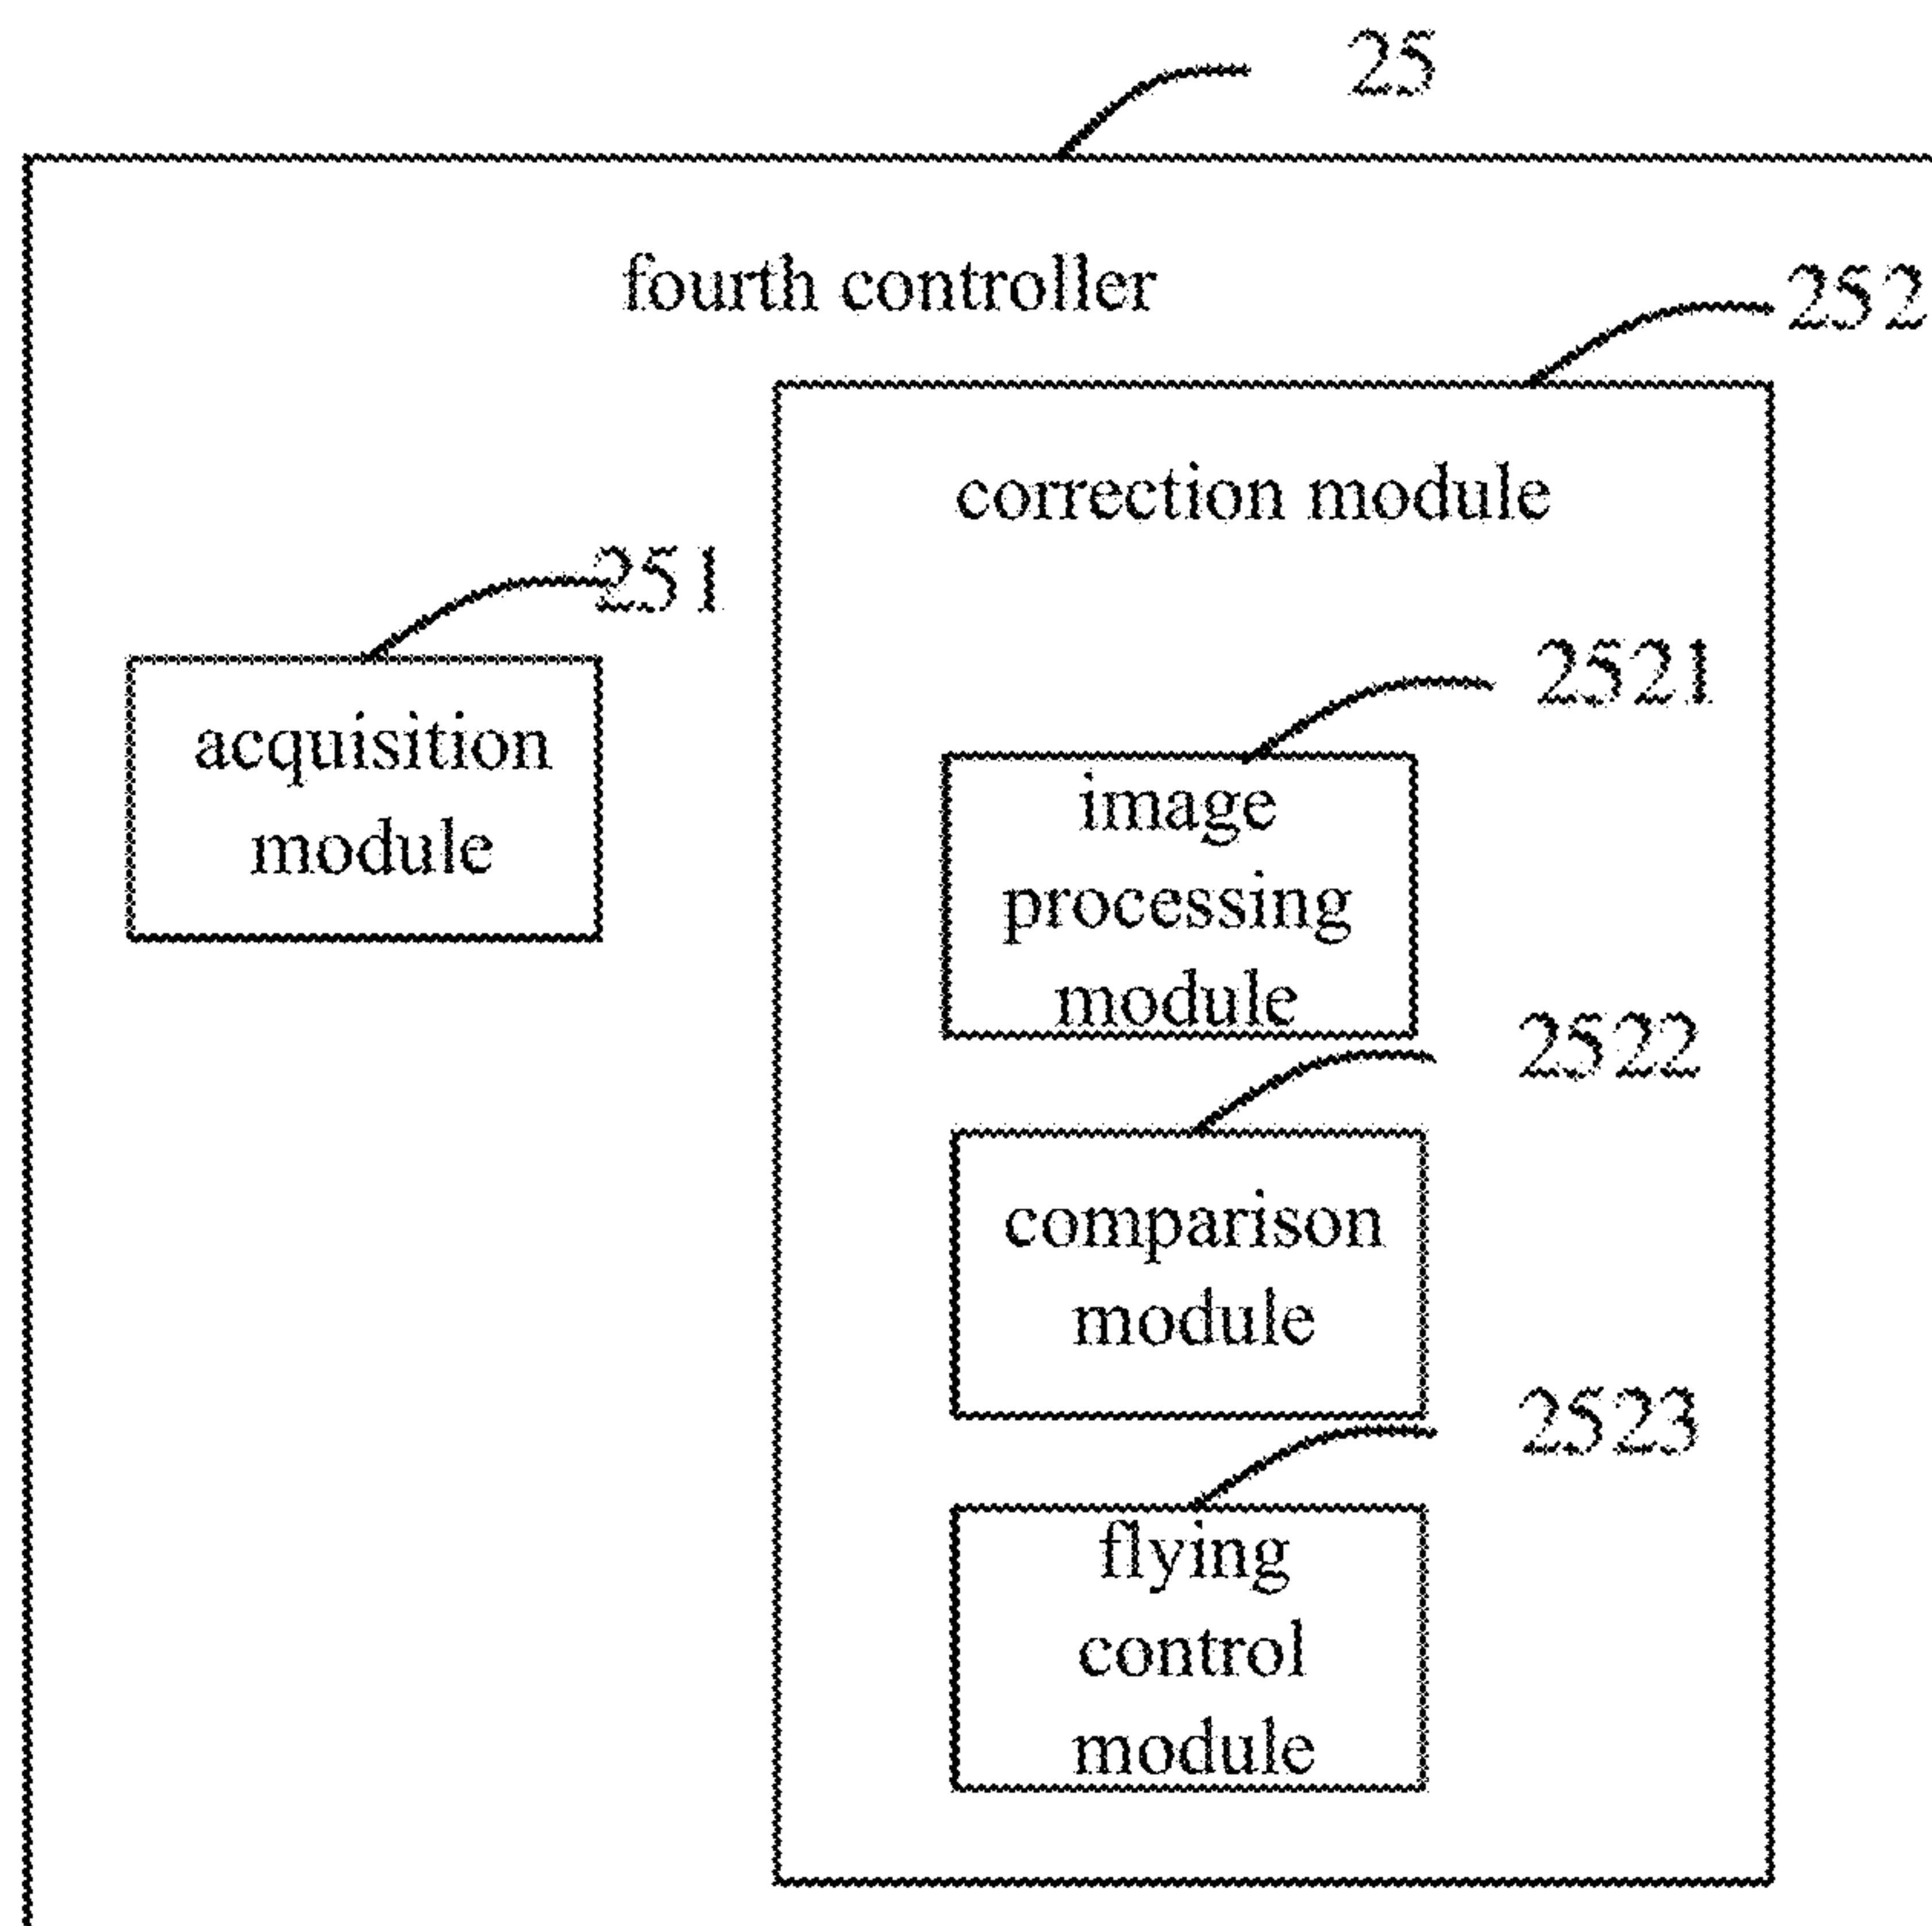 25
fourth controller
252
correction module
251
acquisition
module
2521
image
processing
module
2522
comparison
module
2523
flying
control
module